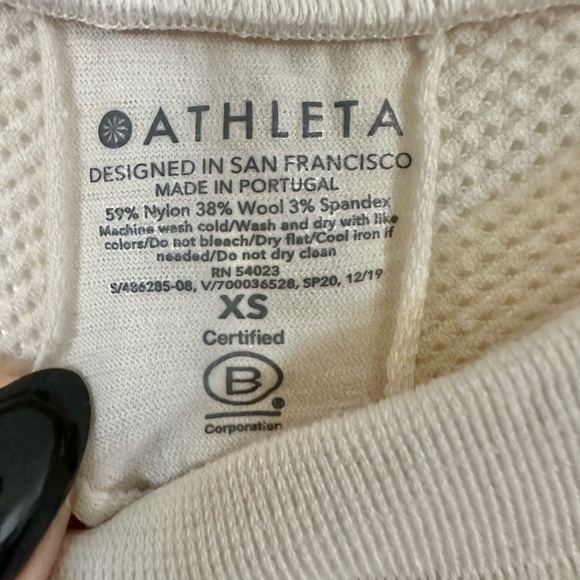 ATHLETA
DESIGNED IN SAN FRANCISCO
MADE IN PORTUGAL
59% Nylon 38% Wool 3% Spandex
Machine wash cold/Wash and dry with like
colors/Do not bleach/Dry flat/Cool iron if
needed/Do not dry clean
RN 54023
S/486285-08, V/700036528, SP20, 12/19
XS
Certified
B
Corporation